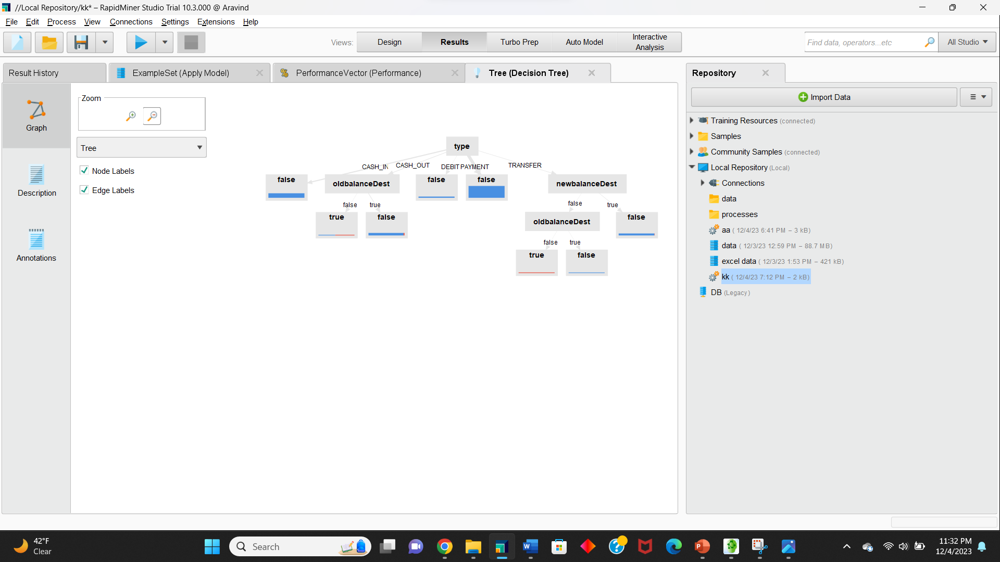 //Local Repository/kk* – RapidMiner Studio Trial 10.3.000 @ Aravind
File Edit Process View Connections Settings Extensions Help
Views: Design Results Turbo Prep Auto Model Interactive Analysis
Find data, operators...etc All Studio
Result History ExampleSet (Apply Model) PerformanceVector (Performance) Tree (Decision Tree)
Graph
Description
Annotations
Zoom
Tree
Node Labels
Edge Labels
type
CASH_IN CASH_OUT DEBIT PAYMENT TRANSFER
false oldbalanceDest false false newbalanceDest
false true false true
true false oldbalanceDest false
false true
true false
Repository
Import Data
Training Resources (connected)
Samples
Community Samples (connected)
Local Repository (Local)
Connections
data
processes
aa ( 12/4/23 6:41 PM – 3 kB)
data ( 12/3/23 12:59 PM – 88.7 MB)
excel data ( 12/3/23 1:53 PM – 421 kB)
kk ( 12/4/23 7:12 PM – 2 kB)
DB (Legacy)
42°F
Clear
Search
11:32 PM
12/4/2023